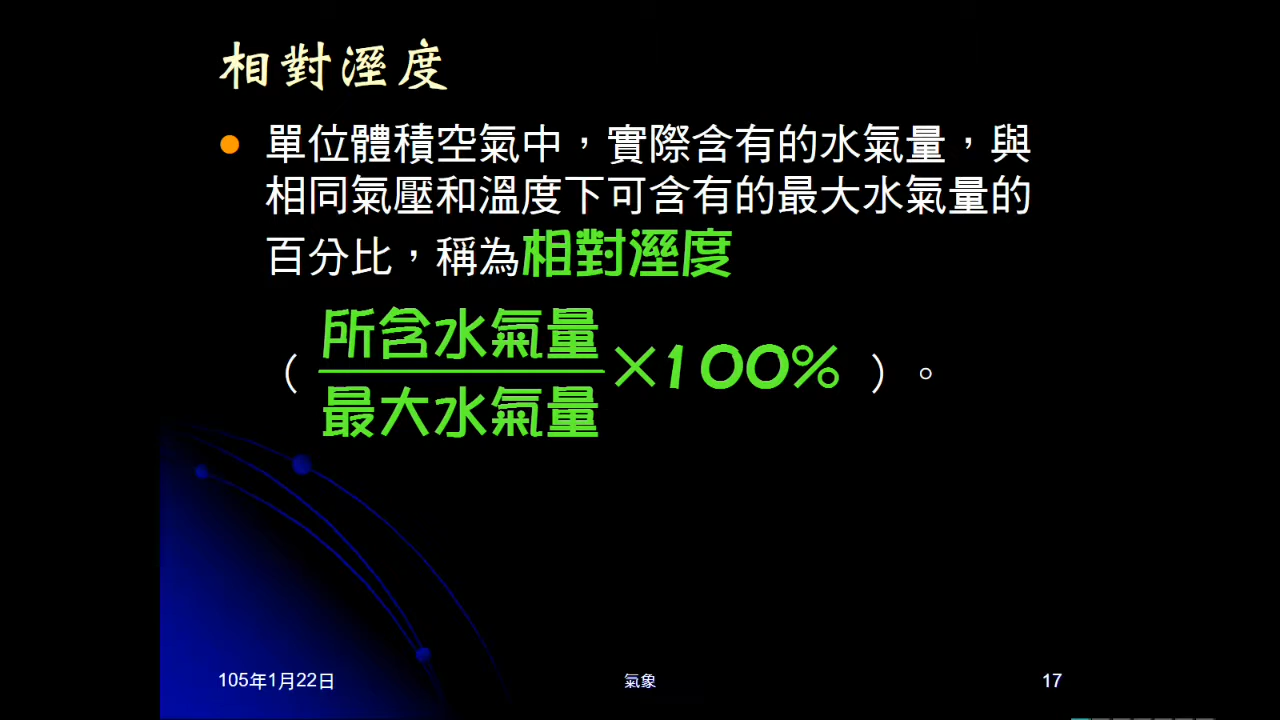 相對溼度
單位體積空氣中，實際含有的水氣量，與
相同氣壓和溫度下可含有的最大水氣量的
百分比，稱為相對溼度
所含水氣量
（ ×100% ）。
最大水氣量
105年1月22日
氣象
17